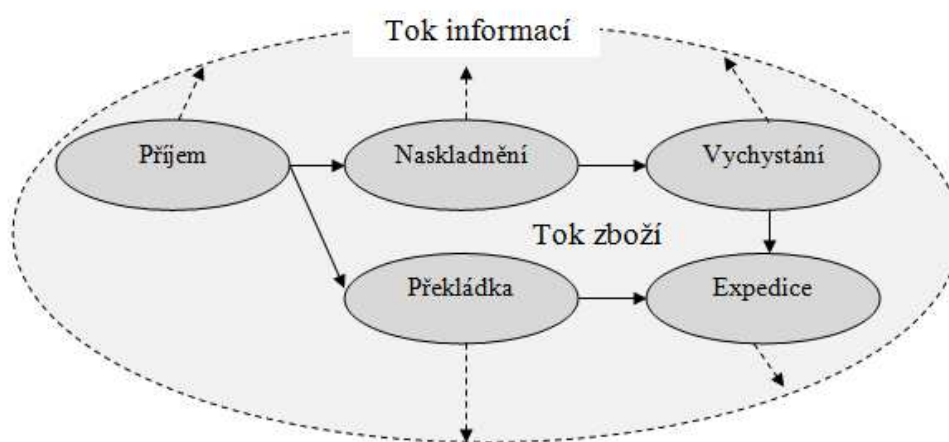 Tok informací
Příjem
Naskladnění
Vychystání
Tok zboží
Překládka
Expedice